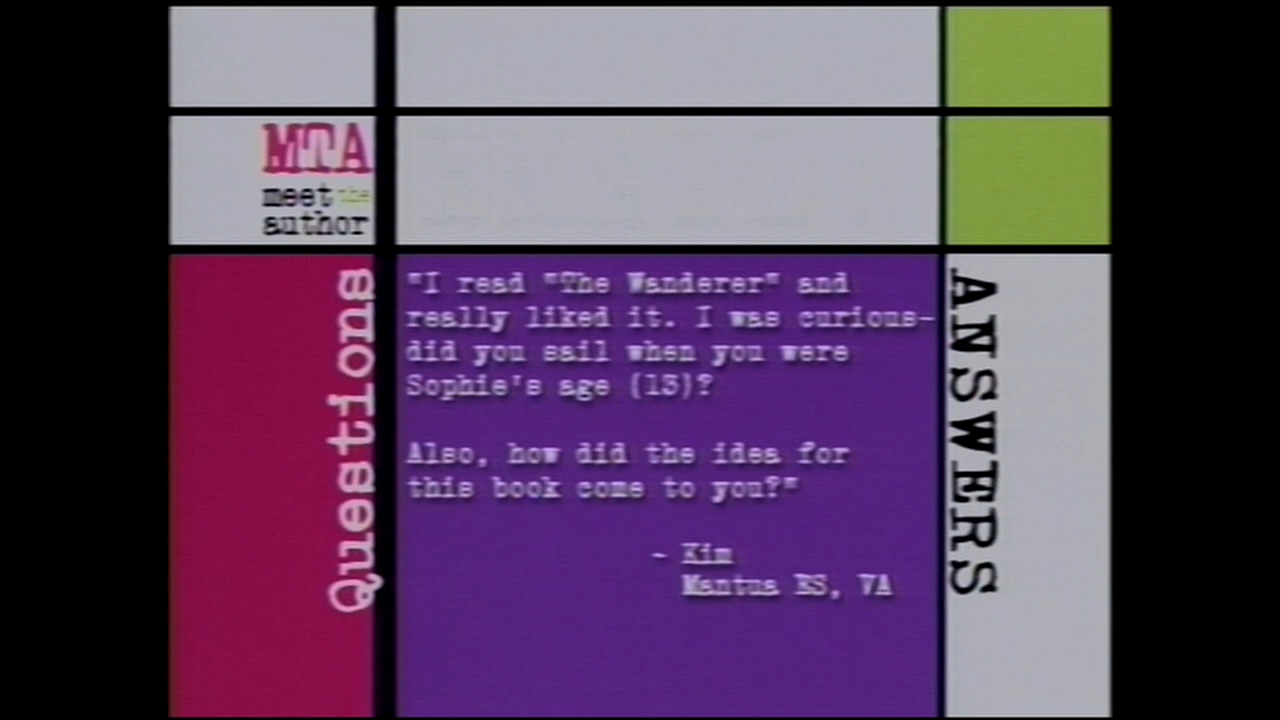 MTA
meet the
author
Questions
"I read "The Wanderer" and
really liked it. I was curious-
did you sail when you were
Sophie's age (13)?
Also, how did the idea for
this book come to you?"
~ Kim
Mantua ES, VA
ANSWERS